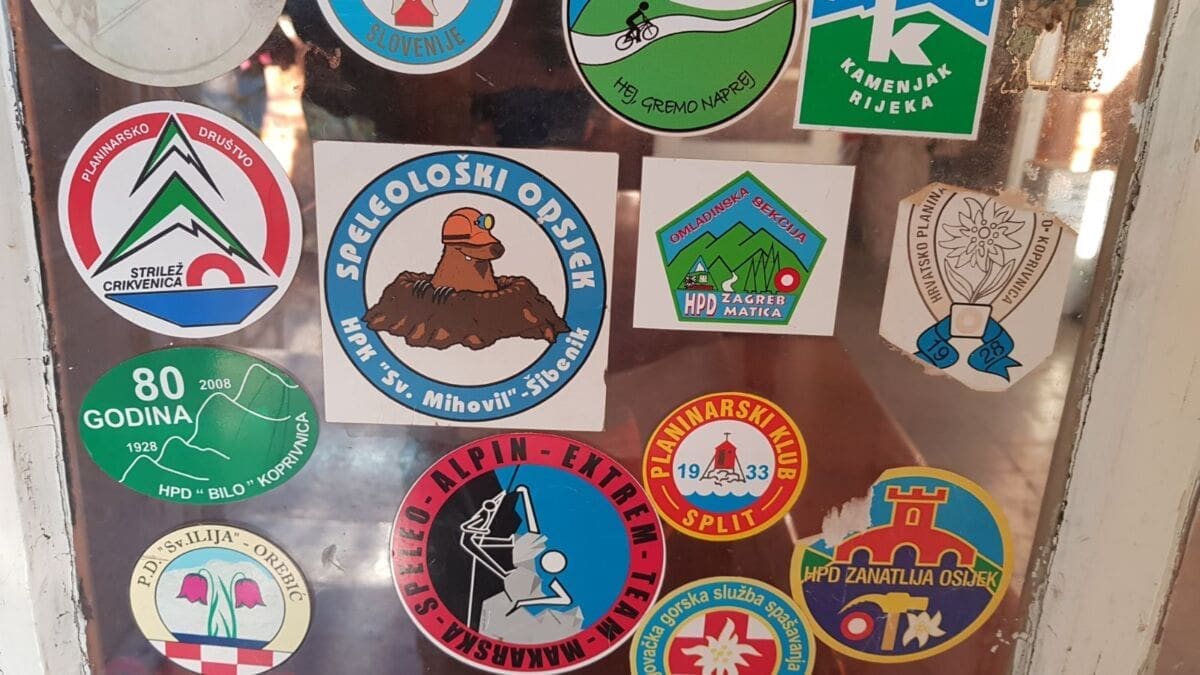 SLOVENIJE
HEJ, GREMO NAPREJ
k
KAMENJAK
RIJEKA
PLANINARSKO DRUŠTVO
STRILEŽ
CRIKVENICA
SPELEOLOŠKI ODSJEK
HPK "Sv. Mihovil"-Šibenik
OMLADINSKA SEKCIJA
HPD ZAGREB
MATICA
HRVATSKO PLANINA
O-KOPRIVNICA
1928
80
GODINA
2008
1928
HPD "BILO" KOPRIVNICA
SPELEO-ALPIN-EXTREM-TEAM-MAKARSKA-
PLANINARSKI KLUB
1933
-SPLIT-
HPD ZANATLIJA OSIJEK
P.D. "Sv.ILIJA" - OREBIĆ
gorska služba spašavanja